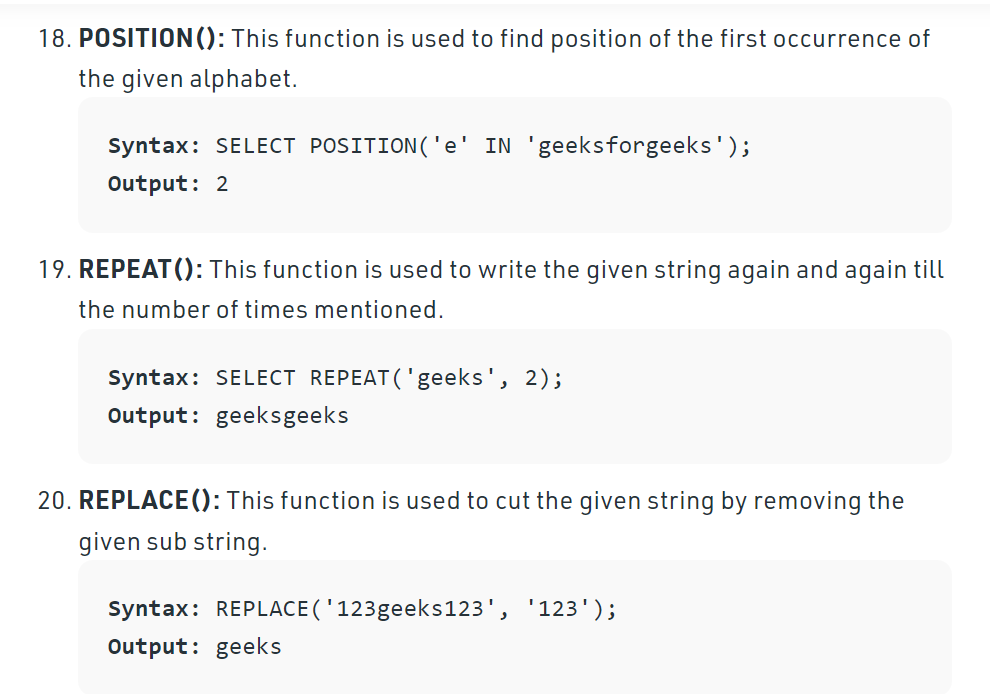 18. POSITION(): This function is used to find position of the first occurrence of
the given alphabet.
Syntax: SELECT POSITION('e' IN 'geeksforgeeks');
Output: 2
19. REPEAT(): This function is used to write the given string again and again till
the number of times mentioned.
Syntax: SELECT REPEAT('geeks', 2);
Output: geeksgeeks
20. REPLACE(): This function is used to cut the given string by removing the
given sub string.
Syntax: REPLACE('123geeks123', '123');
Output: geeks